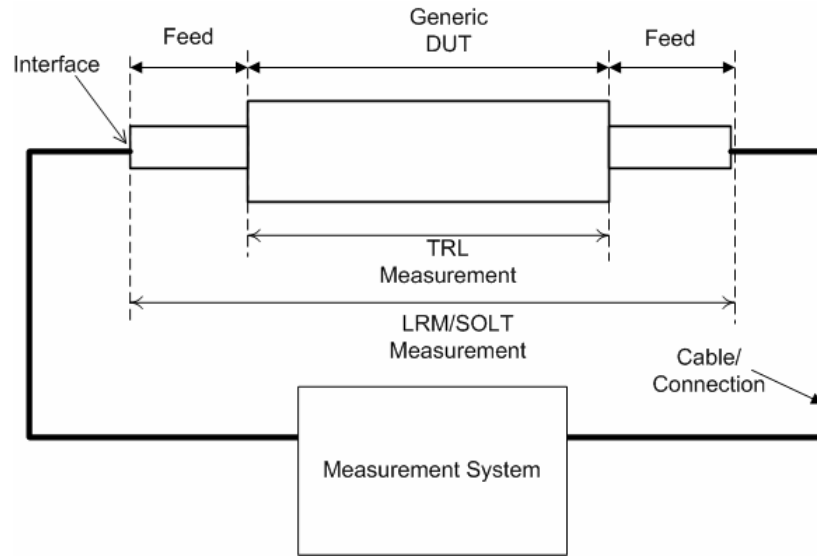 Generic
DUT
Feed
Feed
Interface
TRL
Measurement
LRM/SOLT
Measurement
Cable/
Connection
Measurement System